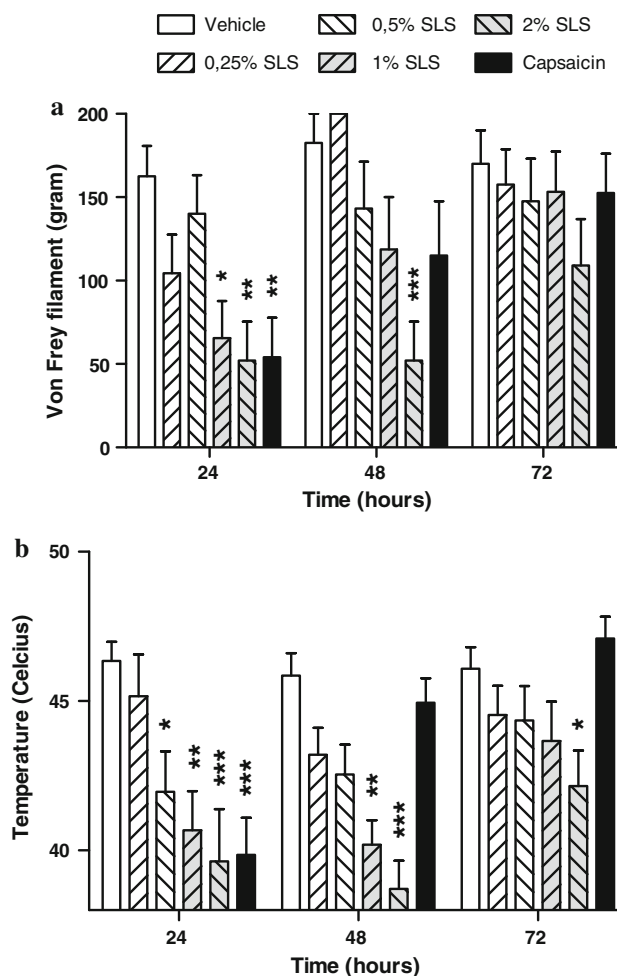 Vehicle 0,5% SLS 2% SLS
0,25% SLS 1% SLS Capsaicin
a
200
150
100
50
0
Von Frey filament (gram)
* ** **
***
24 48 72
Time (hours)
b
50
45
40
Temperature (Celcius)
* ** *** ***
** ***
*
24 48 72
Time (hours)